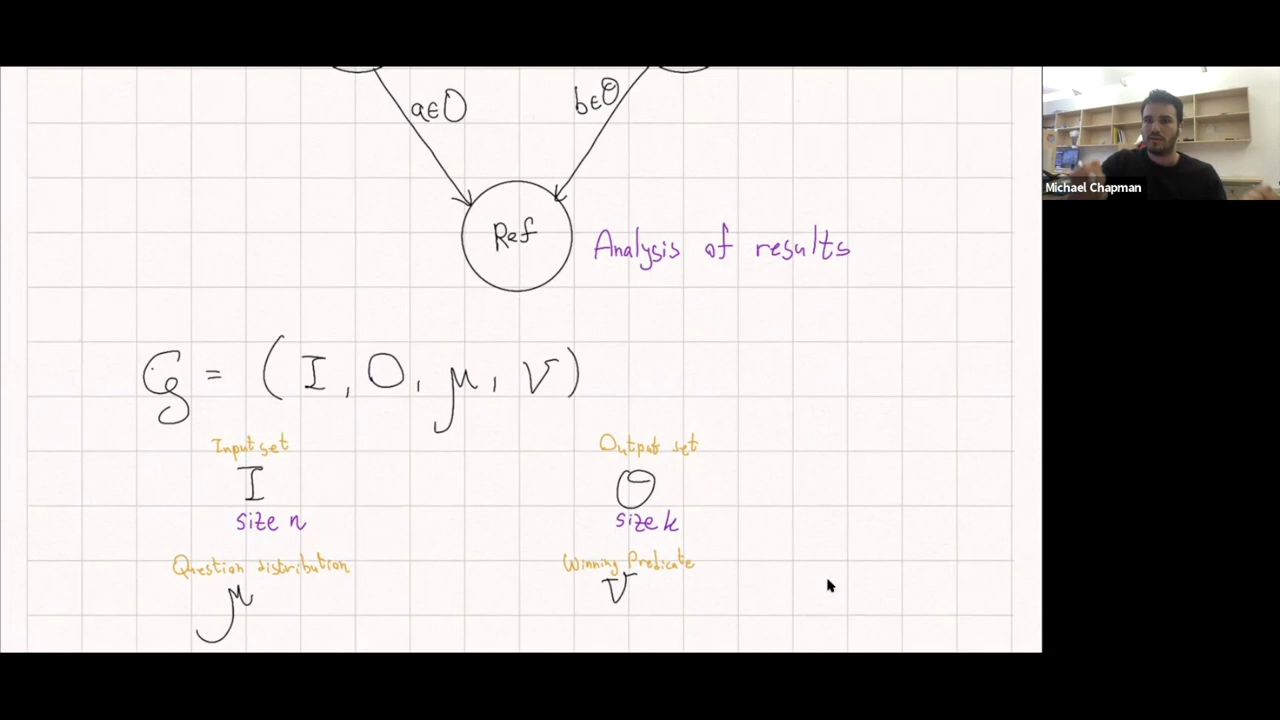 a∈O b∈O
Michael Chapman
Ref Analysis of results
G = (I, O, μ, V)
Input set Output set
I O
size n size k
Question distribution Winning Predicate
μ V